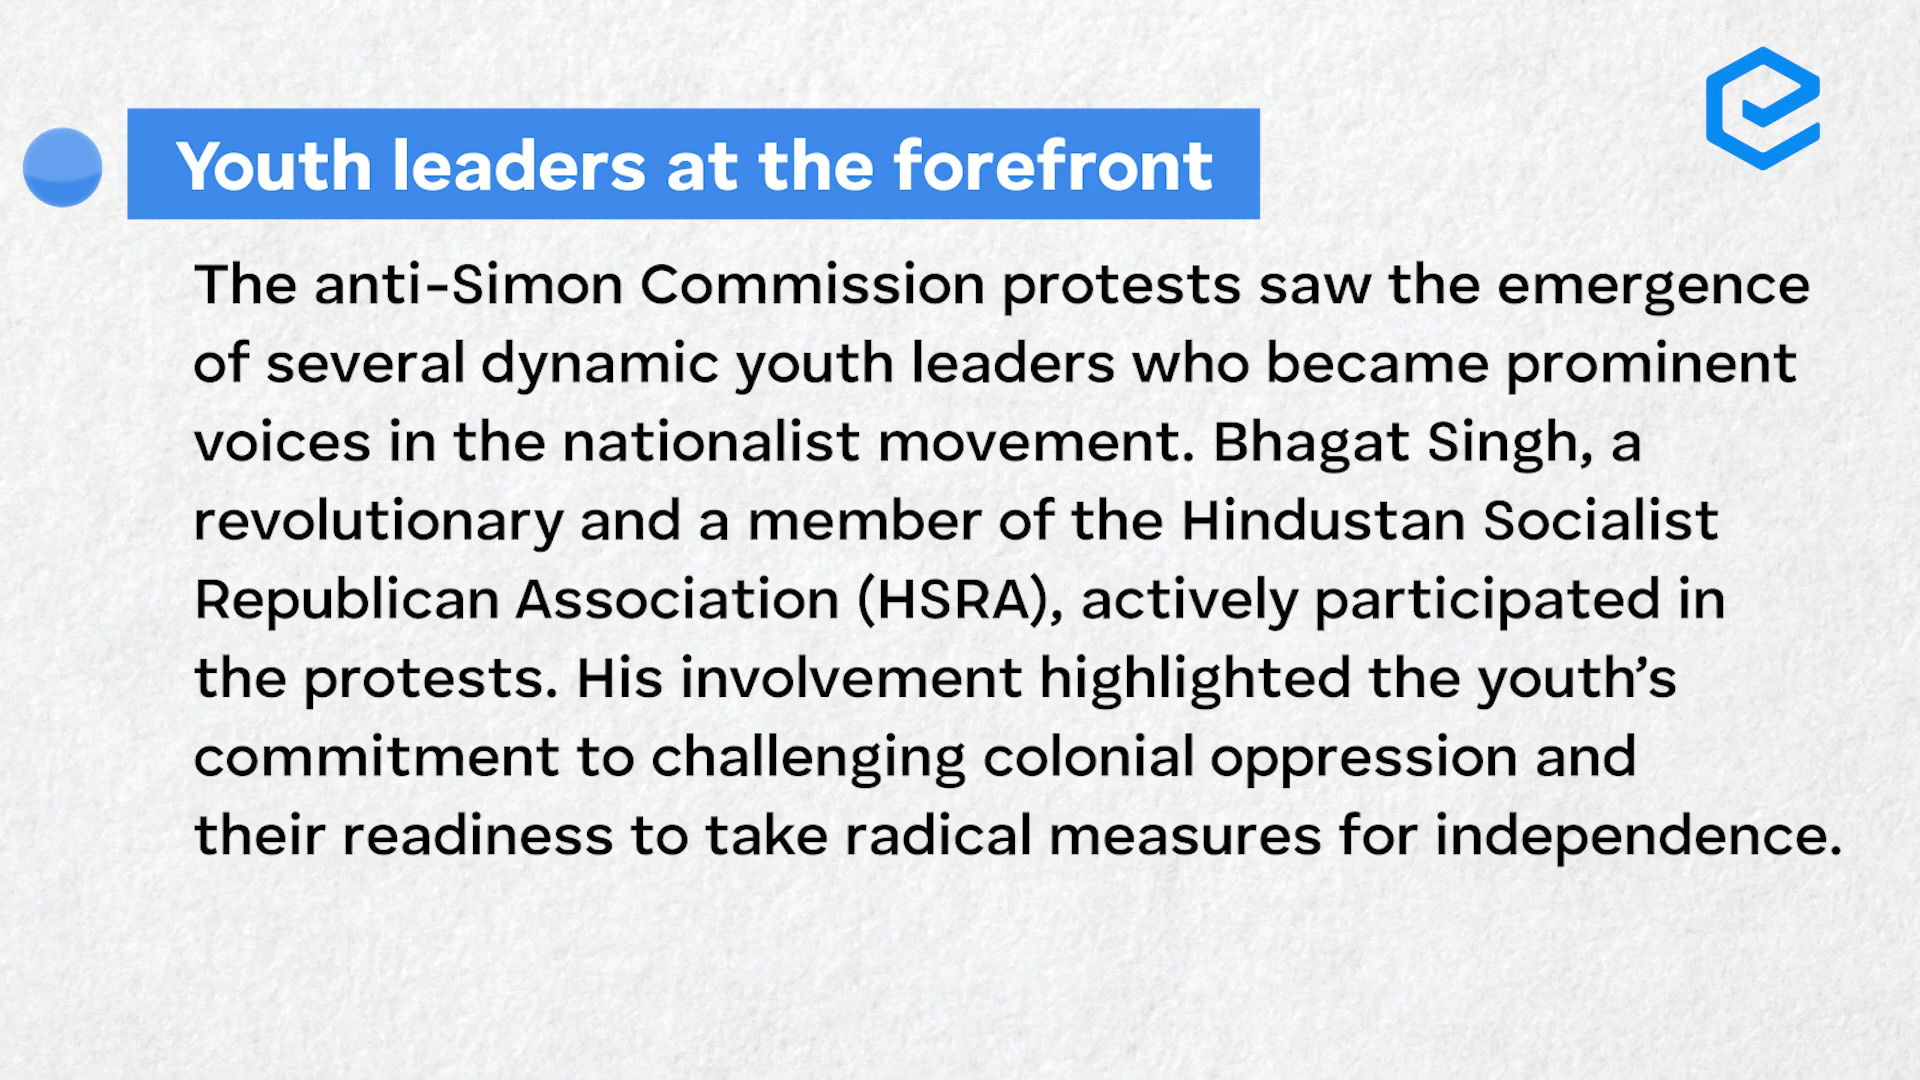 Youth leaders at the forefront
The anti-Simon Commission protests saw the emergence
of several dynamic youth leaders who became prominent
voices in the nationalist movement. Bhagat Singh, a
revolutionary and a member of the Hindustan Socialist
Republican Association (HSRA), actively participated in
the protests. His involvement highlighted the youth’s
commitment to challenging colonial oppression and
their readiness to take radical measures for independence.